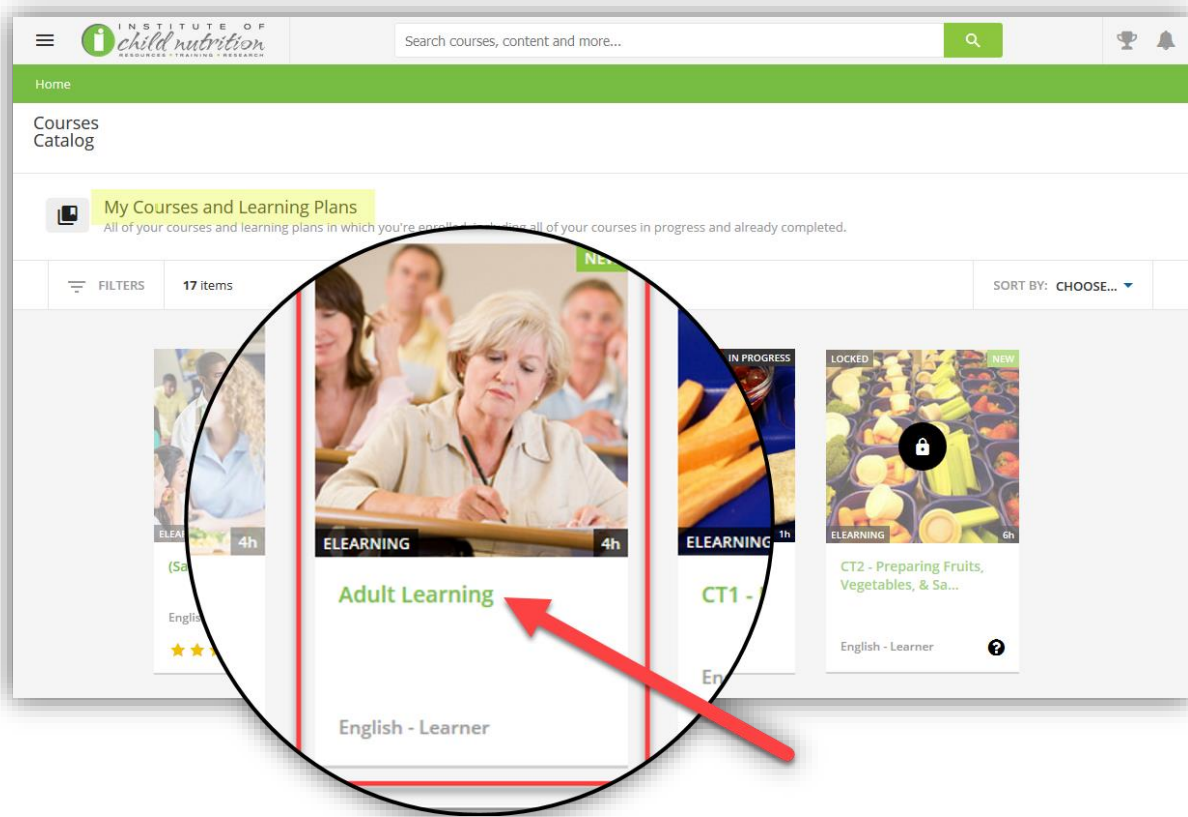 INSTITUTE OF
child nutrition
RESOURCES • TRAINING • RESEARCH
Search courses, content and more...
Home
Courses
Catalog
My Courses and Learning Plans
All of your courses and learning plans in which you're enrolled, including all of your courses in progress and already completed.
FILTERS
17 items
SORT BY: CHOOSE...
4h
(Sa
Englis
NEW
ELEARNING
4h
Adult Learning
English - Learner
IN PROGRESS
ELEARNING
1h
CT1 -
En
LOCKED
NEW
ELEARNING
6h
CT2 - Preparing Fruits,
Vegetables, & Sa...
English - Learner